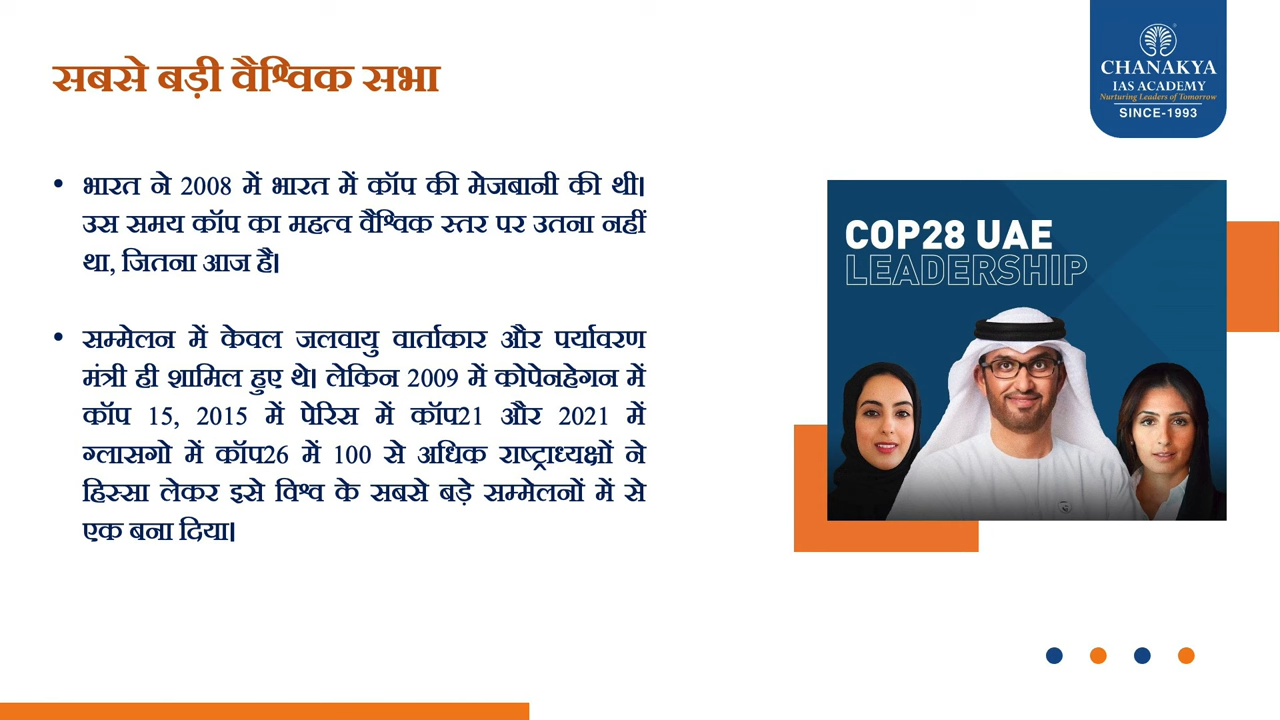 सबसे बड़ी वैश्विक सभा
CHANAKYA
IAS ACADEMY
Nurturing Leaders of Tomorrow
SINCE-1993
• भारत ने 2008 में भारत में कॉप की मेजबानी की थी।
उस समय कॉप का महत्व वैश्विक स्तर पर उतना नहीं
था, जितना आज है।
• सम्मेलन में केवल जलवायु वार्ताकार और पर्यावरण
मंत्री ही शामिल हुए थे। लेकिन 2009 में कोपेनहेगन में
कॉप 15, 2015 में पेरिस में कॉप21 और 2021 में
ग्लासगो में कॉप26 में 100 से अधिक राष्ट्राध्यक्षों ने
हिस्सा लेकर इसे विश्व के सबसे बड़े सम्मेलनों में से
एक बना दिया।
COP28 UAE
LEADERSHIP